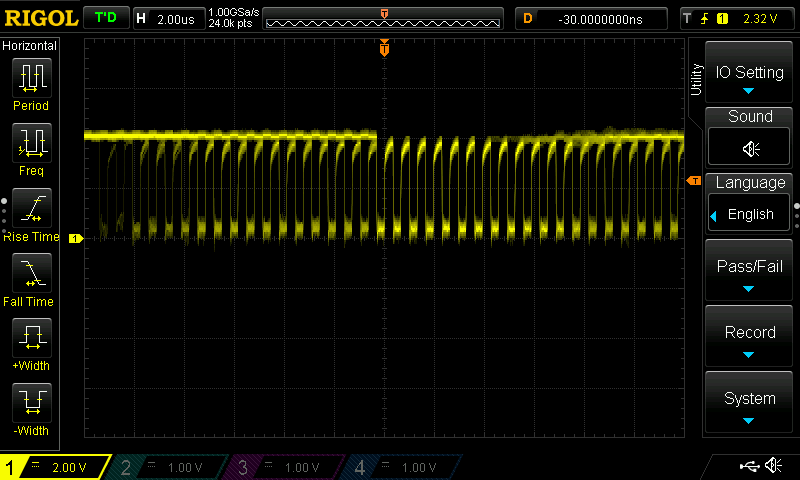 RIGOL T'D H 2.00us 1.00GSa/s 24.0k pts T D -30.0000000ns T 1 2.32 V
Horizontal
Period
Freq
Rise Time
Fall Time
+Width
-Width
T
T
1
Utility
IO Setting
Sound
Language
English
Pass/Fail
Record
System
1 2.00 V 2 1.00 V 3 1.00 V 4 1.00 V